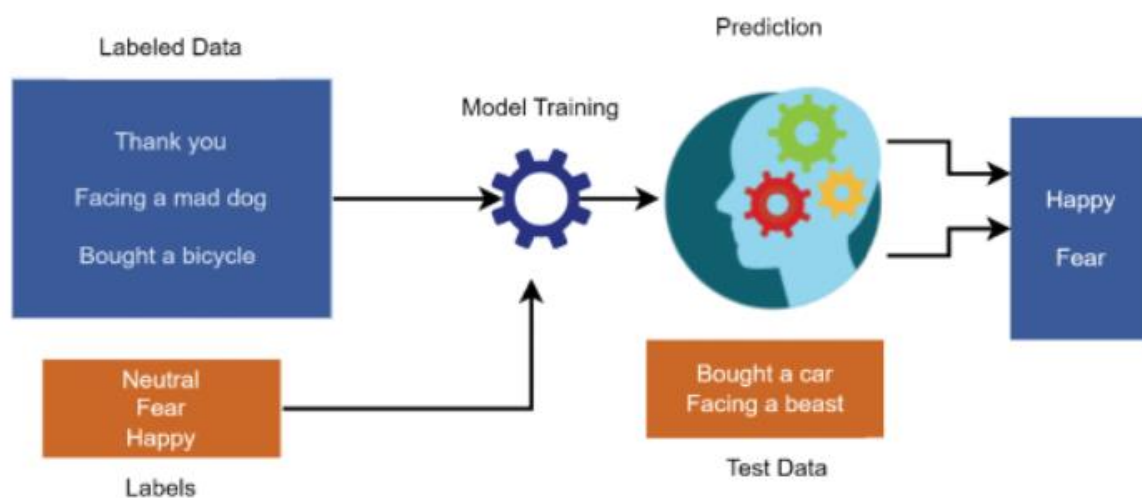 Labeled Data
Thank you
Facing a mad dog
Bought a bicycle
Neutral
Fear
Happy
Labels
Model Training
Prediction
Bought a car
Facing a beast
Test Data
Happy
Fear